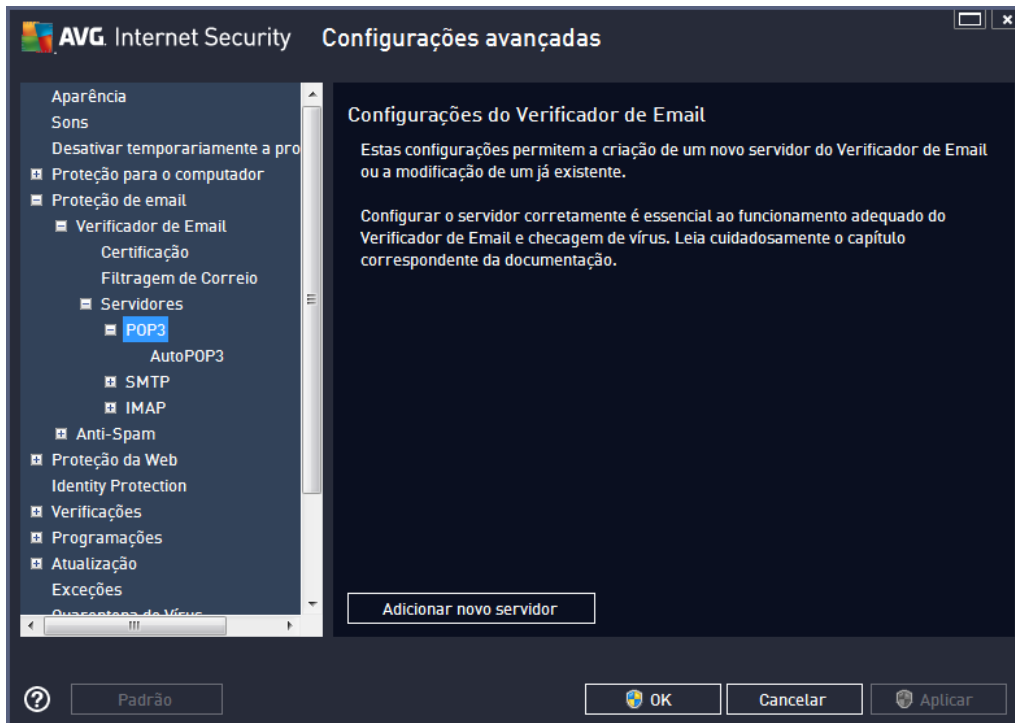 AVG. Internet Security Configurações avançadas
Aparência
Sons
Desativar temporariamente a pro
Proteção para o computador
Proteção de email
Verificador de Email
Certificação
Filtragem de Correio
Servidores
POP3
AutoPOP3
SMTP
IMAP
Anti-Spam
Proteção da Web
Identity Protection
Verificações
Programações
Atualização
Exceções
Quarentena de Vírus
Configurações do Verificador de Email
Estas configurações permitem a criação de um novo servidor do Verificador de Email
ou a modificação de um já existente.
Configurar o servidor corretamente é essencial ao funcionamento adequado do
Verificador de Email e checagem de vírus. Leia cuidadosamente o capítulo
correspondente da documentação.
Adicionar novo servidor
Padrão
OK
Cancelar
Aplicar